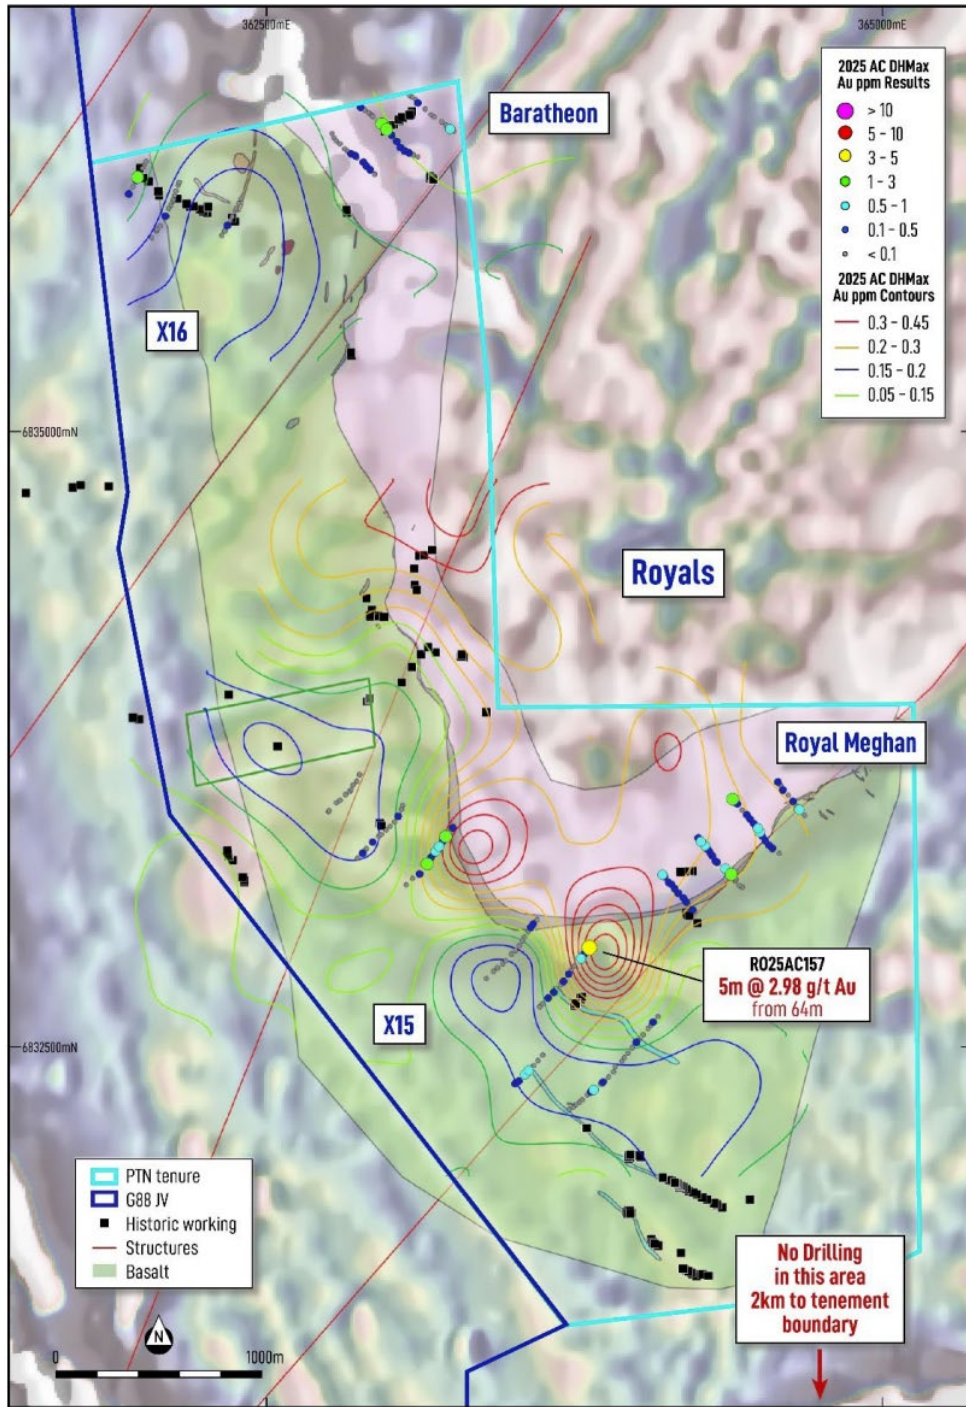 362500mE
365000mE
Baratheon
2025 AC DHMax
Au ppm Results
> 10
5 - 10
3 - 5
1 - 3
0.5 - 1
0.1 - 0.5
< 0.1
2025 AC DHMax
Au ppm Contours
0.3 - 0.45
0.2 - 0.3
0.15 - 0.2
0.05 - 0.15
X16
6835000mN
Royals
Royal Meghan
RO25AC157
5m @ 2.98 g/t Au
from 64m
X15
6832500mN
PTN tenure
G88 JV
Historic working
Structures
Basalt
N
0
1000m
No Drilling
in this area
2km to tenement
boundary